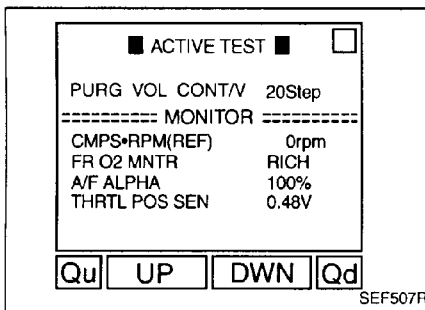 ■ ACTIVE TEST ■
PURG VOL CONT/V 20Step
========== MONITOR ==========
CMPS•RPM(REF) 0rpm
FR O2 MNTR RICH
A/F ALPHA 100%
THRTL POS SEN 0.48V
Qu UP DWN Qd
SEF507R